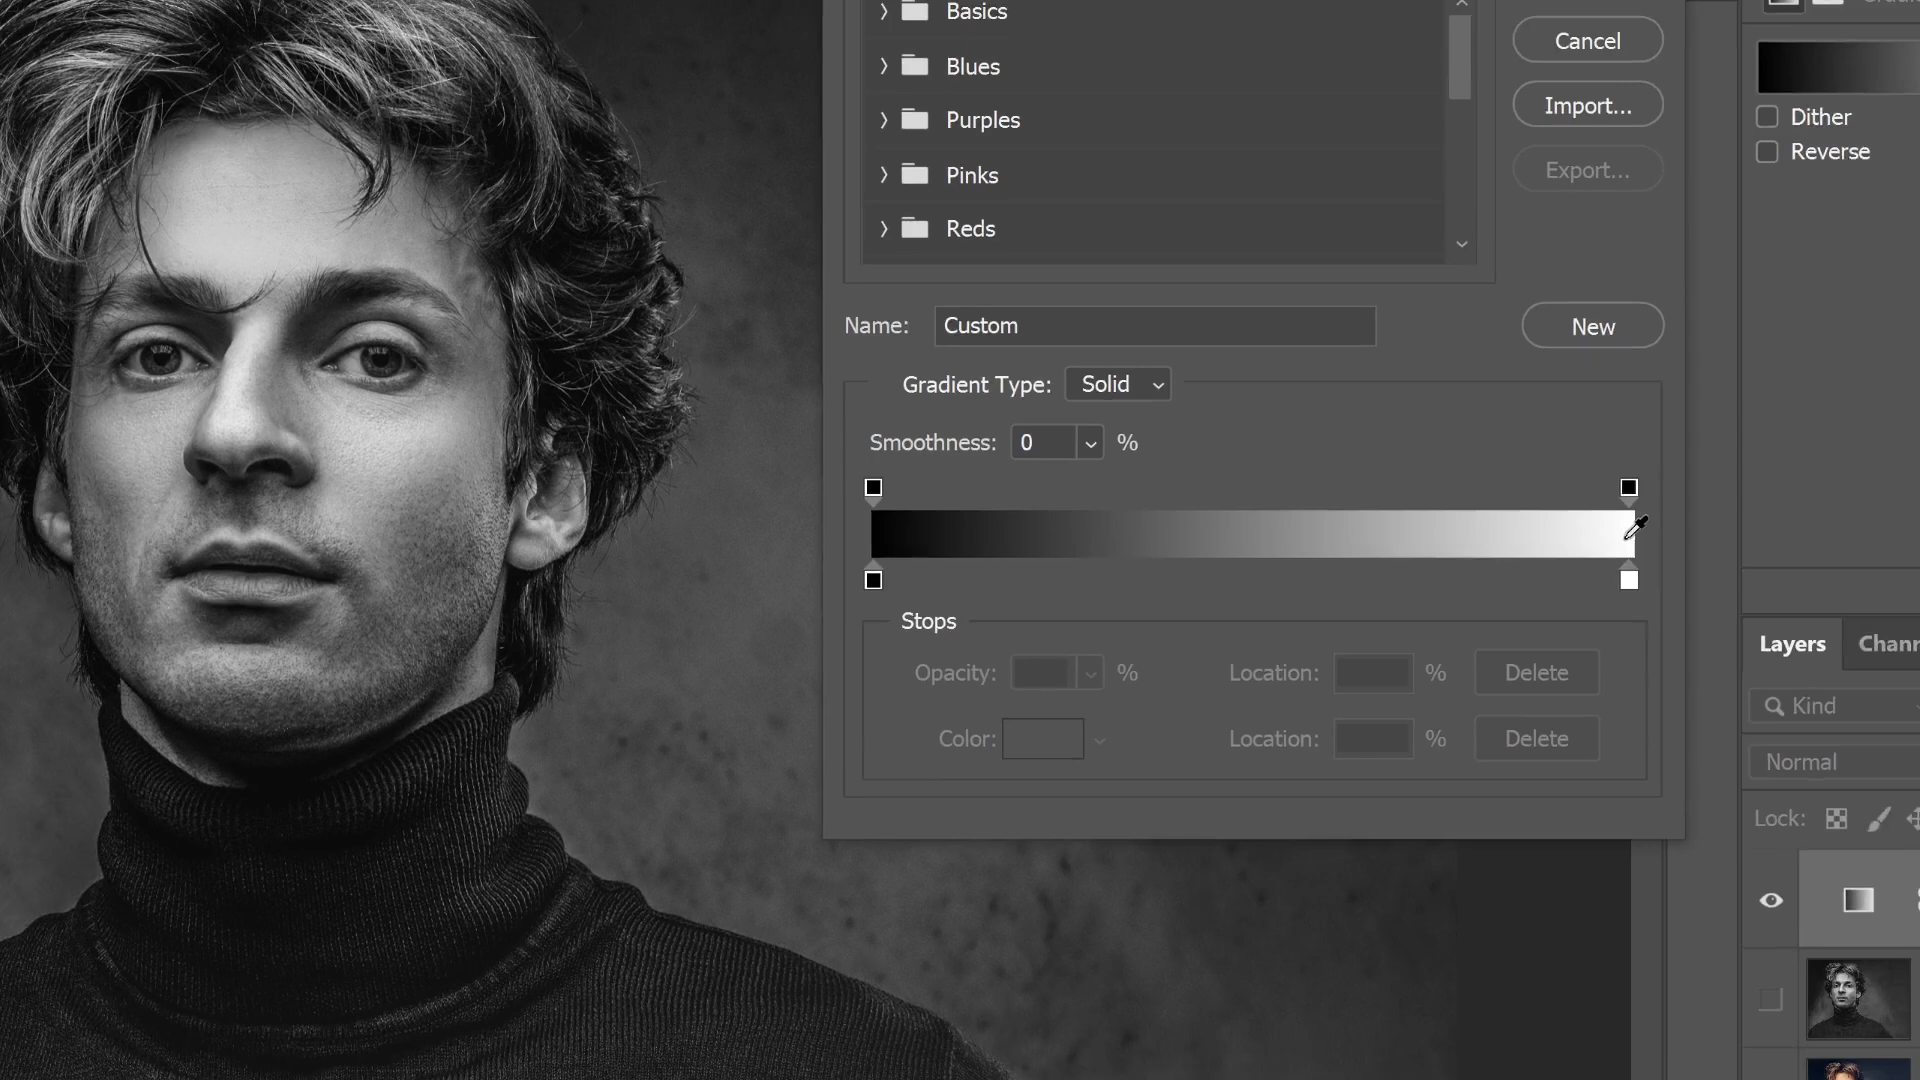 Basics
Blues
Purples
Pinks
Reds
Cancel
Import...
Export...
Dither
Reverse
Name: Custom
New
Gradient Type: Solid
Smoothness: 0 %
Stops
Opacity: % Location: % Delete
Color: Location: % Delete
Layers
Kind
Normal
Lock: